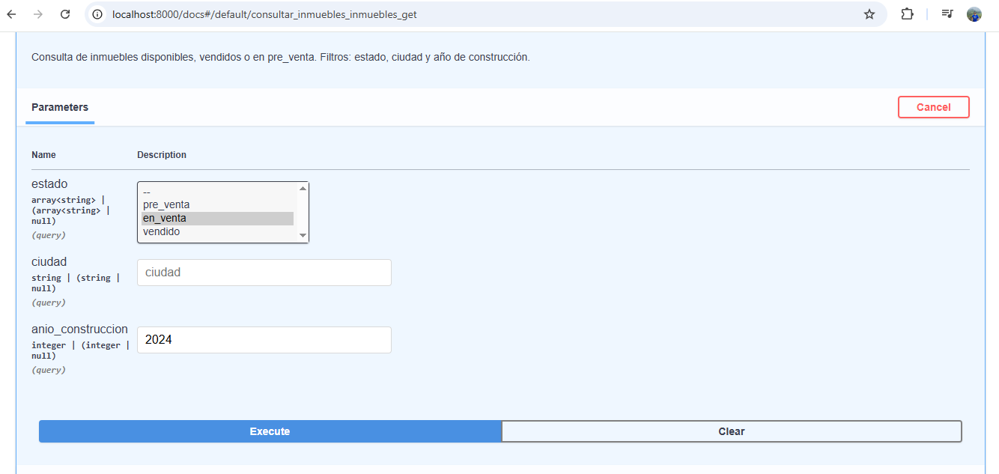 localhost:8000/docs#/default/consultar_inmuebles_inmuebles_get
Consulta de inmuebles disponibles, vendidos o en pre_venta. Filtros: estado, ciudad y año de construcción.
Parameters
Cancel
Name
Description
estado
array<string> |
(array<string> |
null)
(query)
--
pre_venta
en_venta
vendido
ciudad
string | (string |
null)
(query)
ciudad
anio_construccion
integer | (integer |
null)
(query)
2024
Execute
Clear